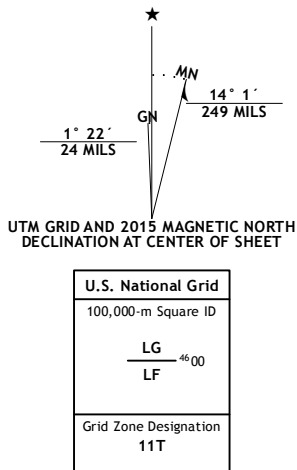 ★
MN
GN
1° 22´
24 MILS
14° 1´
249 MILS
UTM GRID AND 2015 MAGNETIC NORTH
DECLINATION AT CENTER OF SHEET
U.S. National Grid
100,000-m Square ID
LG
4600
LF
Grid Zone Designation
11T